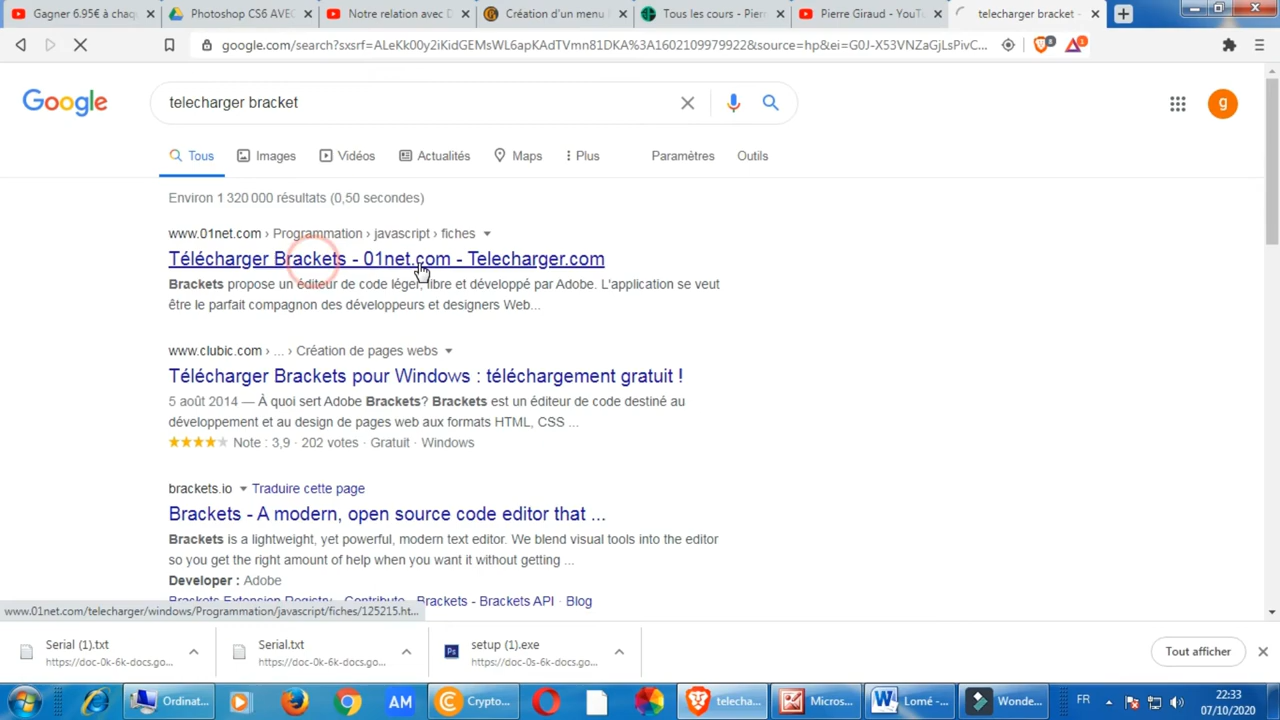 Gagner 6.95€ à chaq
Photoshop CS6 AVEC
Notre relation avec D
Création d'un menu
Tous les cours - Pierr
Pierre Giraud - YouT
telecharger bracket -
google.com/search?sxsrf=ALeKk00y2iKidGEMsWL6apKAdTVmn81DKA%3A1602109979922&source=hp&ei=G0J-X53VNZaGjLsPivC...
8
1
Google
telecharger bracket
g
Tous
Images
Vidéos
Actualités
Maps
Plus
Paramètres
Outils
Environ 1 320 000 résultats (0,50 secondes)
www.01net.com › Programmation › javascript › fiches
Télécharger Brackets - 01net.com - Telecharger.com
Brackets propose un éditeur de code léger, libre et développé par Adobe. L'application se veut
être le parfait compagnon des développeurs et designers Web...
www.clubic.com › ... › Création de pages webs
Télécharger Brackets pour Windows : téléchargement gratuit !
5 août 2014 — À quoi sert Adobe Brackets? Brackets est un éditeur de code destiné au
développement et au design de pages web aux formats HTML, CSS ...
Note : 3,9 · 202 votes · Gratuit · Windows
brackets.io
Traduire cette page
Brackets - A modern, open source code editor that ...
Brackets is a lightweight, yet powerful, modern text editor. We blend visual tools into the editor
so you get the right amount of help when you want it without getting ...
Developer : Adobe
Brackets Extension Registry · Contribute · Brackets - Brackets API · Blog
www.01net.com/telecharger/windows/Programmation/javascript/fiches/125215.ht...
Serial (1).txt
https://doc-0k-6k-docs.go...
Serial.txt
https://doc-0k-6k-docs.go...
Ps
setup (1).exe
https://doc-0s-6k-docs.go...
Tout afficher
Ordinat...
AM
Crypto...
telecha...
Micros...
Lomé -...
Wonde...
FR
22:33
07/10/2020